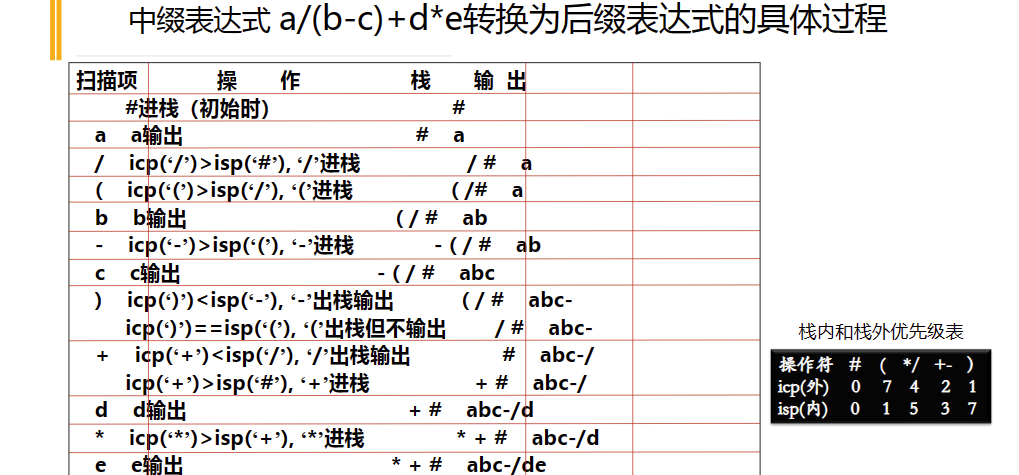 中缀表达式 a/(b-c)+d*e转换为后缀表达式的具体过程
扫描项 操 作 栈 输 出
#进栈（初始时） #
a a输出 # a
/ icp(‘/’)>isp(‘#’), ‘/’进栈 / # a
( icp(‘(’)>isp(‘/’), ‘(’进栈 ( /# a
b b输出 ( / # ab
- icp(‘-’)>isp(‘(’), ‘-’进栈 - ( / # ab
c c输出 - ( / # abc
) icp(‘)’)<isp(‘-’), ‘-’出栈输出 ( / # abc-
icp(‘)’)==isp(‘(’), ‘(’出栈但不输出 / # abc-
+ icp(‘+’)<isp(‘/’), ‘/’出栈输出 # abc-/
icp(‘+’)>isp(‘#’), ‘+’进栈 + # abc-/
d d输出 + # abc-/d
* icp(‘*’)>isp(‘+’), ‘*’进栈 * + # abc-/d
e e输出 * + # abc-/de
栈内和栈外优先级表
操作符 # ( */ +- )
icp(外) 0 7 4 2 1
isp(内) 0 1 5 3 7